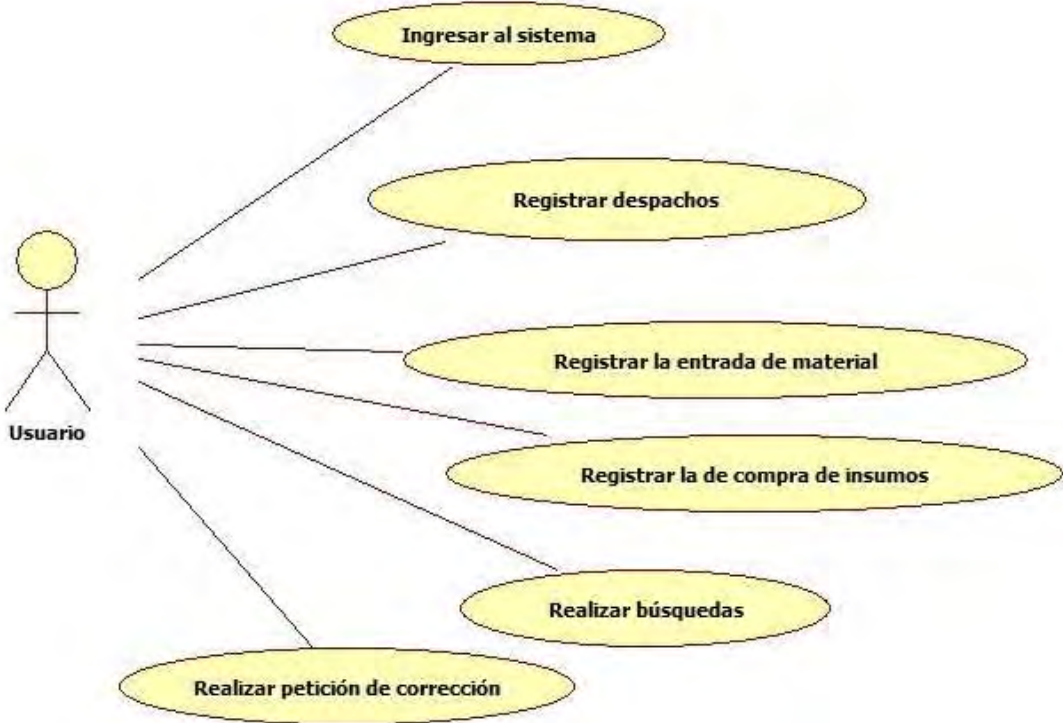 Ingresar al sistema
Registrar despachos
Registrar la entrada de material
Usuario
Registrar la de compra de insumos
Realizar búsquedas
Realizar petición de corrección